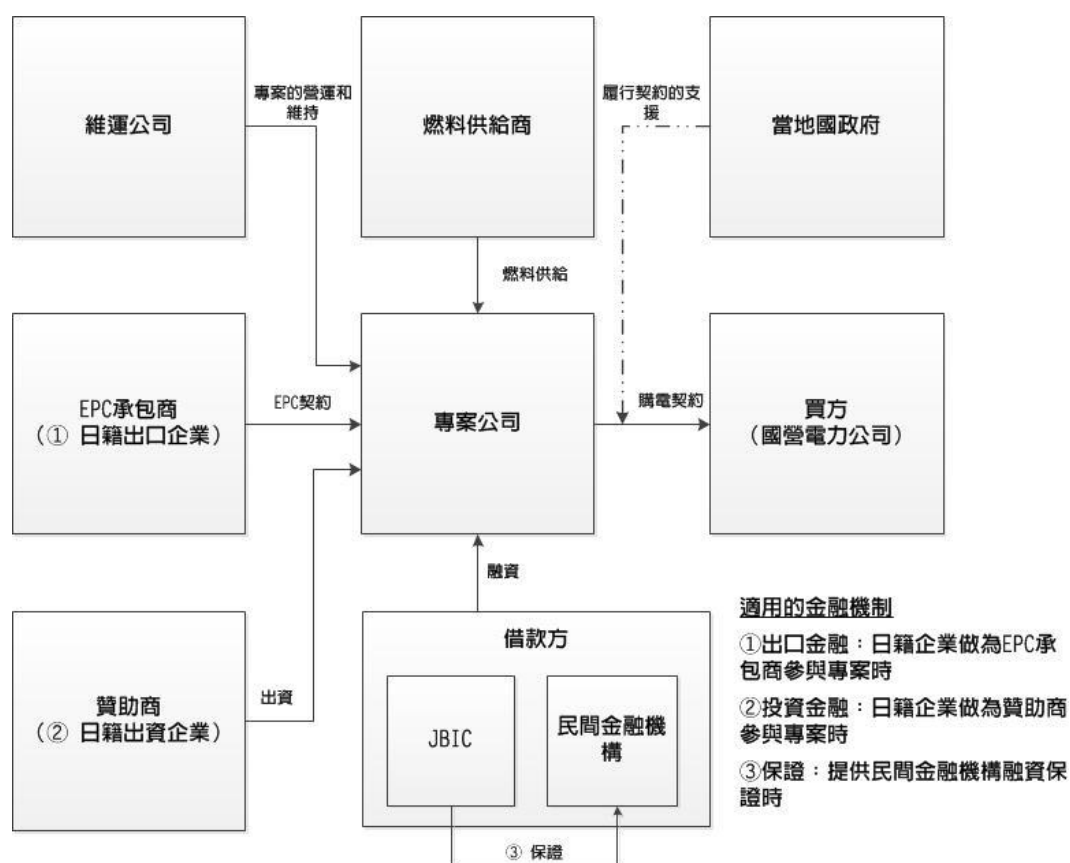 維運公司
專案的營運和
維持
燃料供給商
履行契約的支
援
當地國政府
燃料供給
EPC承包商
(① 日籍出口企業)
EPC契約
專案公司
購電契約
買方
(國營電力公司)
融資
贊助商
(② 日籍出資企業)
出資
借款方
JBIC
民間金融機
構
③ 保證
適用的金融機制
①出口金融：日籍企業做為EPC承
包商參與專案時
②投資金融：日籍企業做為贊助商
參與專案時
③保證：提供民間金融機構融資保
證時